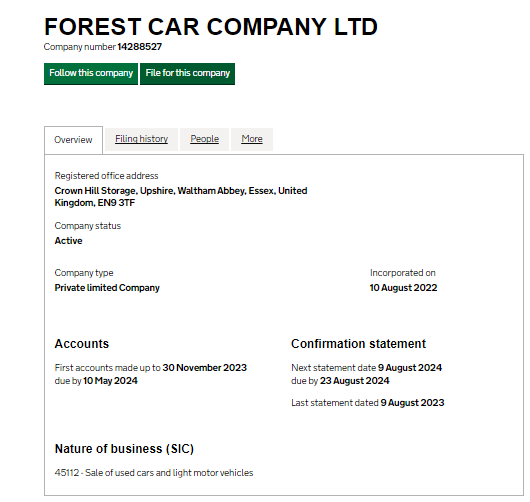 FOREST CAR COMPANY LTD
Company number 14288527
Follow this company
File for this company
Overview
Filing history
People
More
Registered office address
Crown Hill Storage, Upshire, Waltham Abbey, Essex, United
Kingdom, EN9 3TF
Company status
Active
Company type
Incorporated on
Private limited Company
10 August 2022
Accounts
First accounts made up to 30 November 2023
due by 10 May 2024
Confirmation statement
Next statement date 9 August 2024
due by 23 August 2024
Last statement dated 9 August 2023
Nature of business (SIC)
45112 - Sale of used cars and light motor vehicles